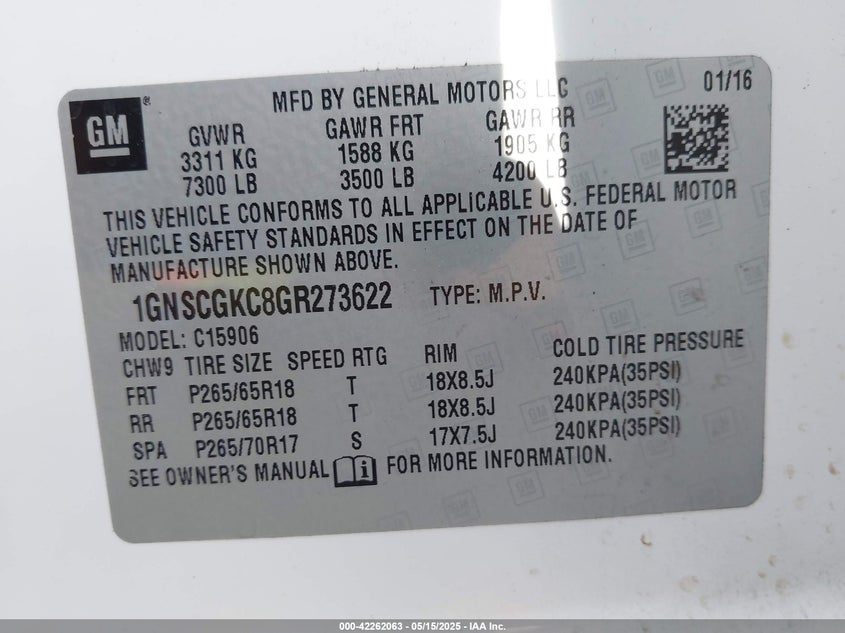 GM® MFD BY GENERAL MOTORS LLC 01/16
GVWR GAWR FRT GAWR RR
3311 KG 1588 KG 1905 KG
7300 LB 3500 LB 4200 LB
THIS VEHICLE CONFORMS TO ALL APPLICABLE U.S. FEDERAL MOTOR
VEHICLE SAFETY STANDARDS IN EFFECT ON THE DATE OF
MANUFACTURE SHOWN ABOVE.
1GNSCGKC8GR273622 TYPE: M.P.V.
MODEL: C15906
CHW9 TIRE SIZE SPEED RTG RIM COLD TIRE PRESSURE
FRT P265/65R18 T 18X8.5J 240KPA(35PSI)
RR P265/65R18 T 18X8.5J 240KPA(35PSI)
SPA P265/70R17 S 17X7.5J 240KPA(35PSI)
SEE OWNER'S MANUAL i FOR MORE INFORMATION.
000-42262063 - 05/15/2025 - IAA Inc.